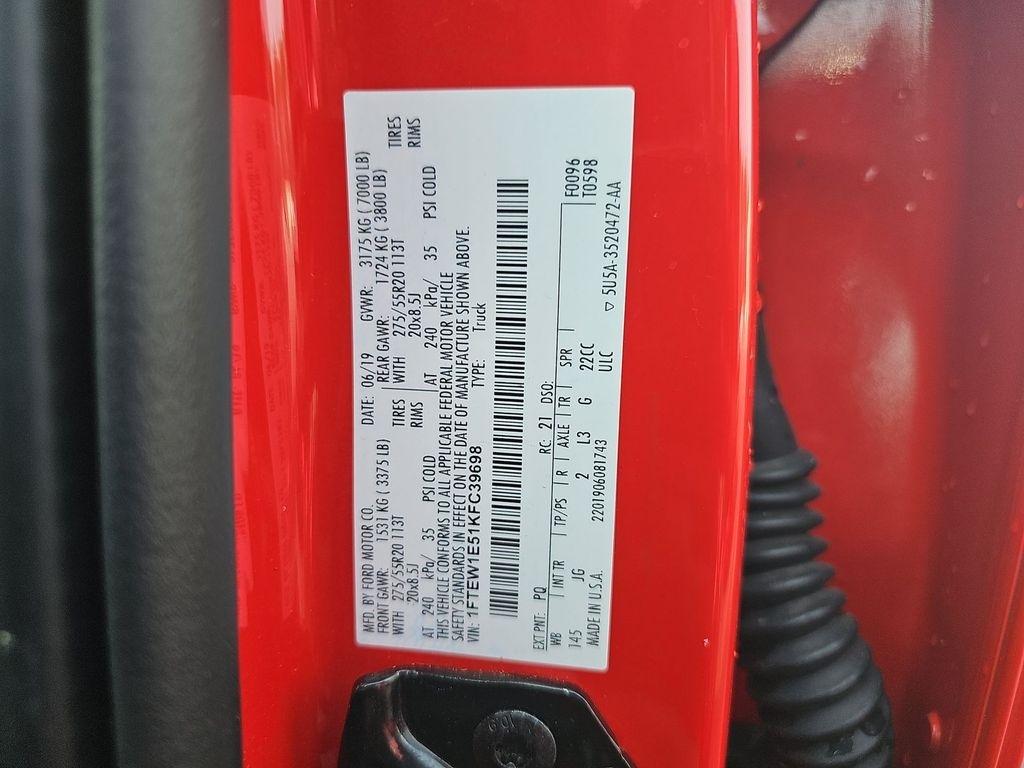 MFD. BY FORD MOTOR CO.
DATE: 06/19 GVWR: 3175 KG ( 7000 LB)
FRONT GAWR: 1531 KG ( 3375 LB) REAR GAWR: 1724 KG ( 3800 LB)
WITH 275/55R20 113T TIRES WITH 275/55R20 113T TIRES
20x8.5J RIMS 20x8.5J RIMS
AT 240 kPa/ 35 PSI COLD AT 240 kPa/ 35 PSI COLD
THIS VEHICLE CONFORMS TO ALL APPLICABLE FEDERAL MOTOR VEHICLE
SAFETY STANDARDS IN EFFECT ON THE DATE OF MANUFACTURE SHOWN ABOVE.
VIN: 1FTEW1E51KFC39698 TYPE: Truck
EXT PNT: PQ RC: 21 DSO:
WB INT TR TP/PS R AXLE TR SPR F0096
145 JG 2 L3 G 22CC T0598
ULC
MADE IN U.S.A. 2201906081743 5U5A-3520472-AA